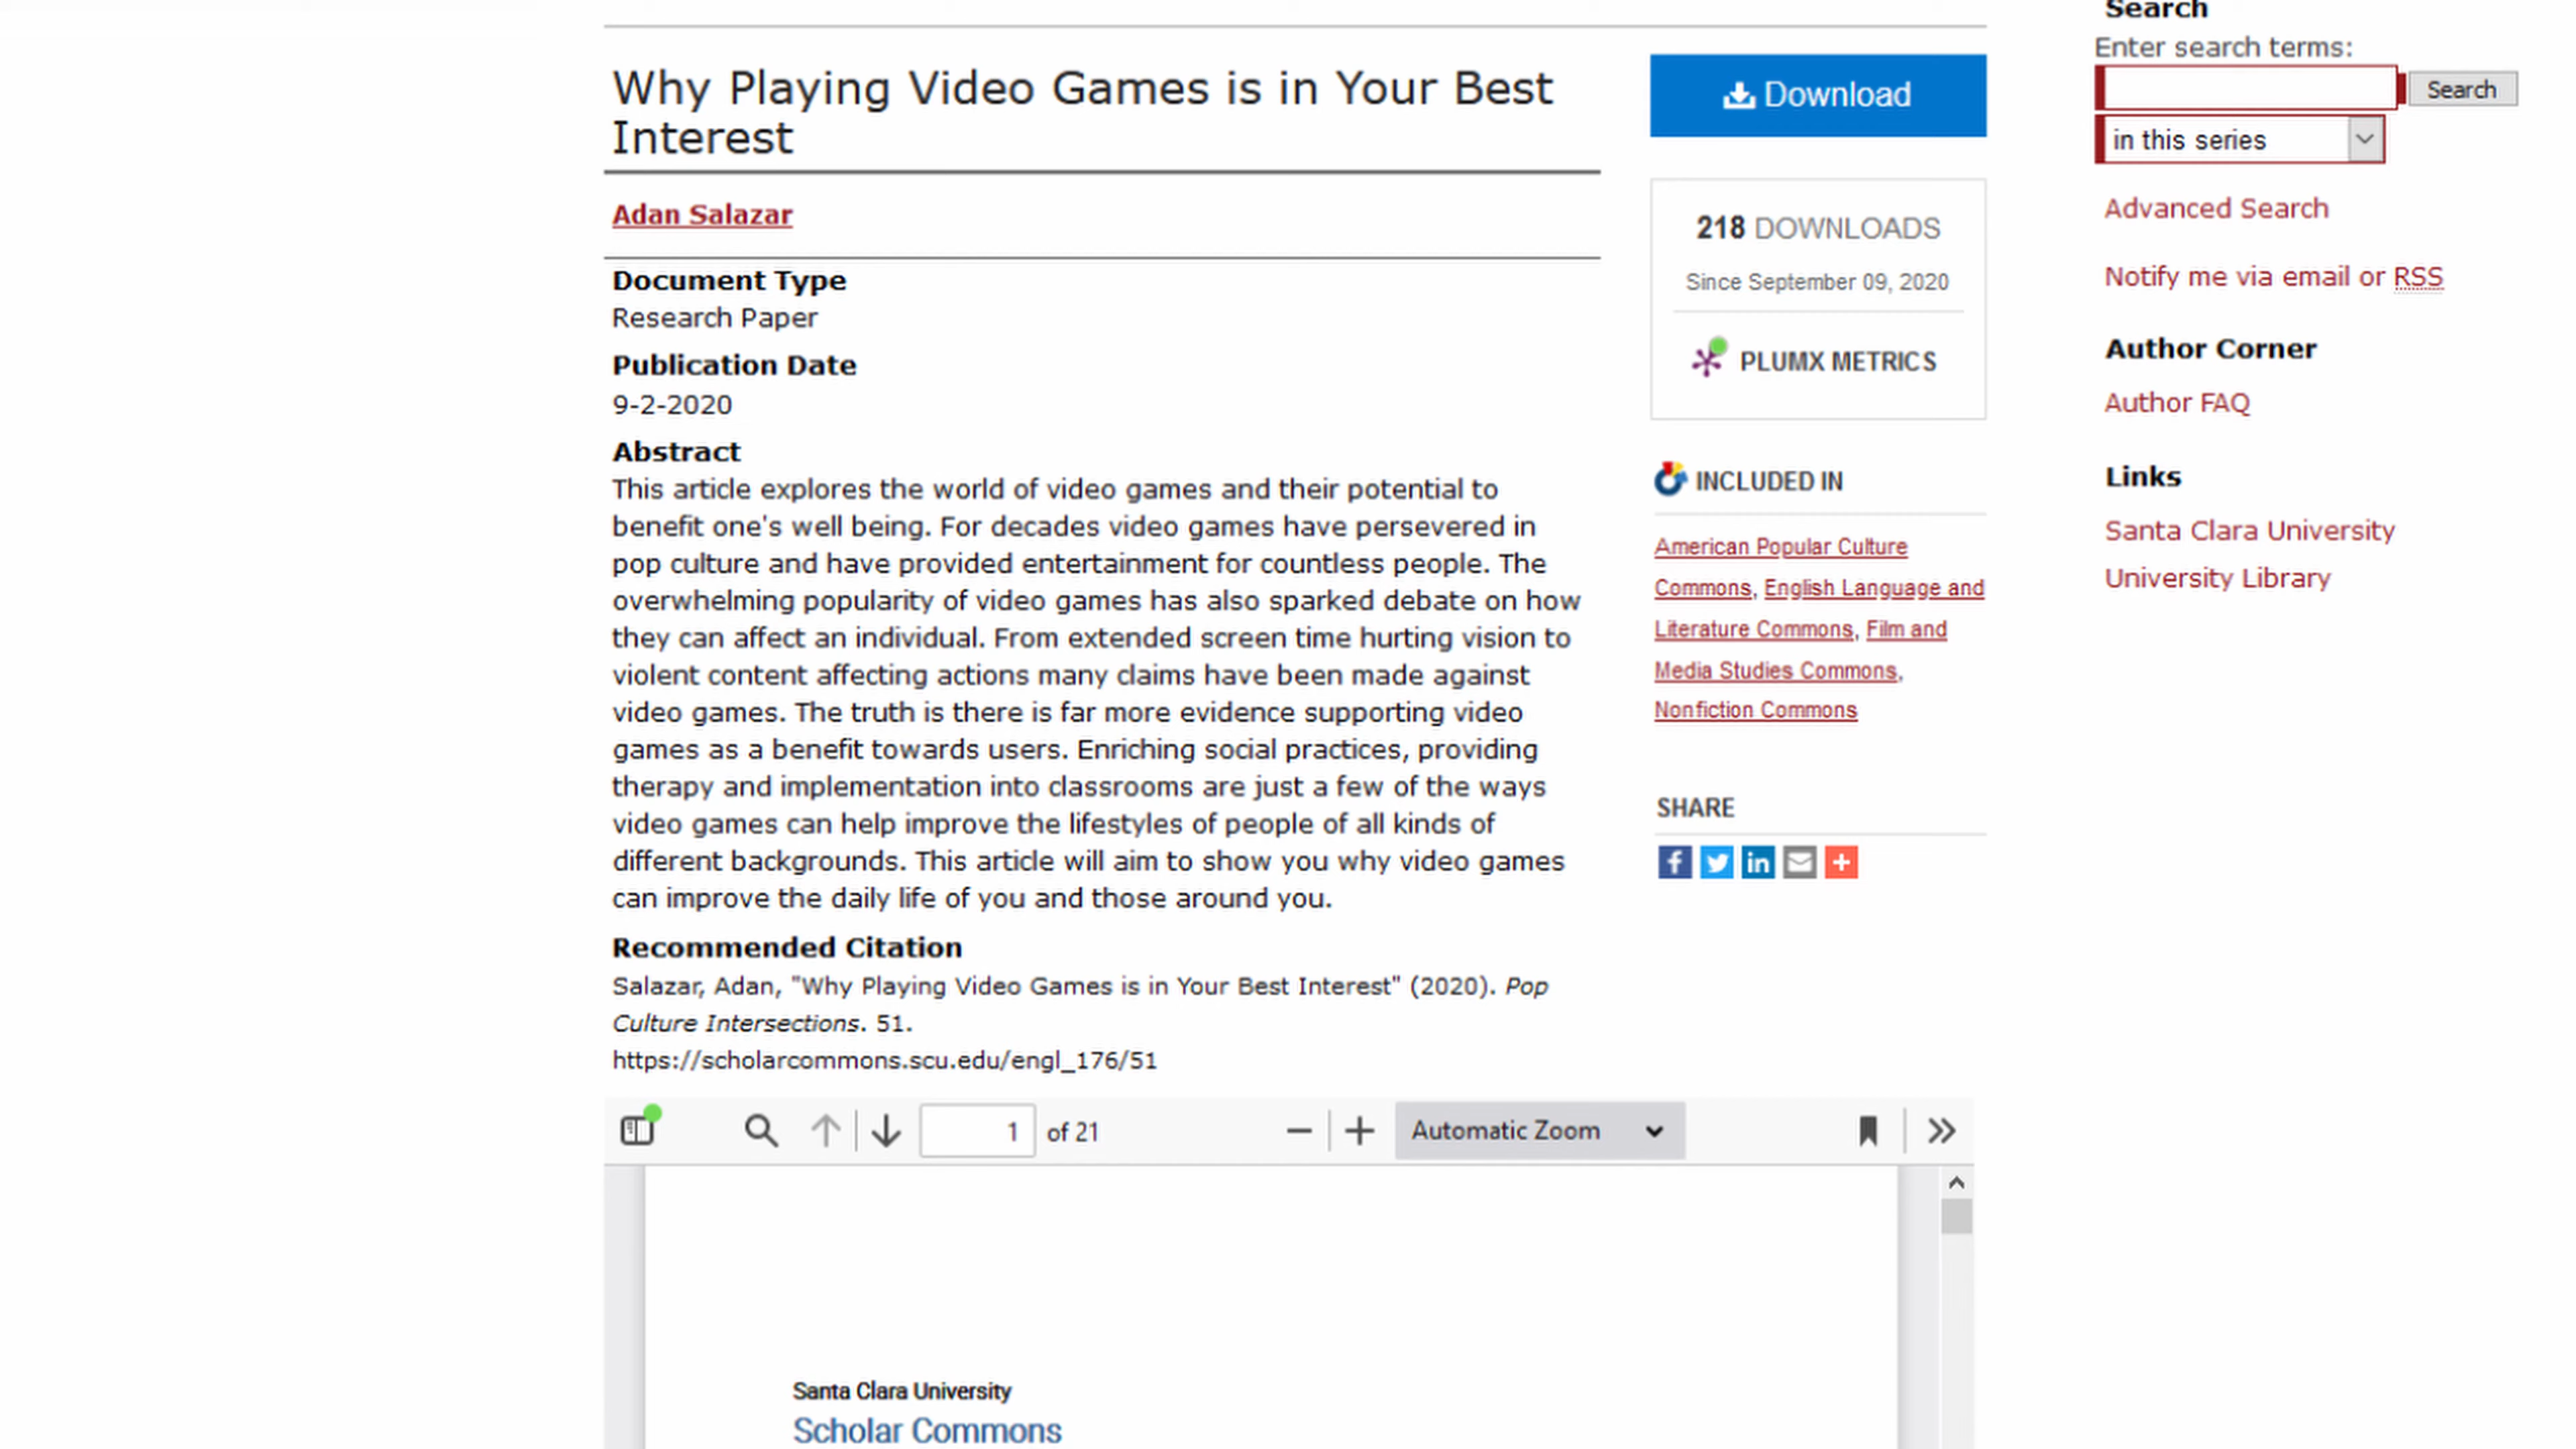 Why Playing Video Games is in Your Best
Interest
Adan Salazar
Document Type
Research Paper
Publication Date
9-2-2020
Abstract
This article explores the world of video games and their potential to
benefit one's well being. For decades video games have persevered in
pop culture and have provided entertainment for countless people. The
overwhelming popularity of video games has also sparked debate on how
they can affect an individual. From extended screen time hurting vision to
violent content affecting actions many claims have been made against
video games. The truth is there is far more evidence supporting video
games as a benefit towards users. Enriching social practices, providing
therapy and implementation into classrooms are just a few of the ways
video games can help improve the lifestyles of people of all kinds of
different backgrounds. This article will aim to show you why video games
can improve the daily life of you and those around you.
Recommended Citation
Salazar, Adan, "Why Playing Video Games is in Your Best Interest" (2020). Pop
Culture Intersections. 51.
https://scholarcommons.scu.edu/engl_176/51
1 of 21
Automatic Zoom
Santa Clara University
Scholar Commons
Download
218 DOWNLOADS
Since September 09, 2020
PLUMX METRICS
INCLUDED IN
American Popular Culture
Commons, English Language and
Literature Commons, Film and
Media Studies Commons,
Nonfiction Commons
SHARE
Search
Enter search terms:
Search
in this series
Advanced Search
Notify me via email or RSS
Author Corner
Author FAQ
Links
Santa Clara University
University Library